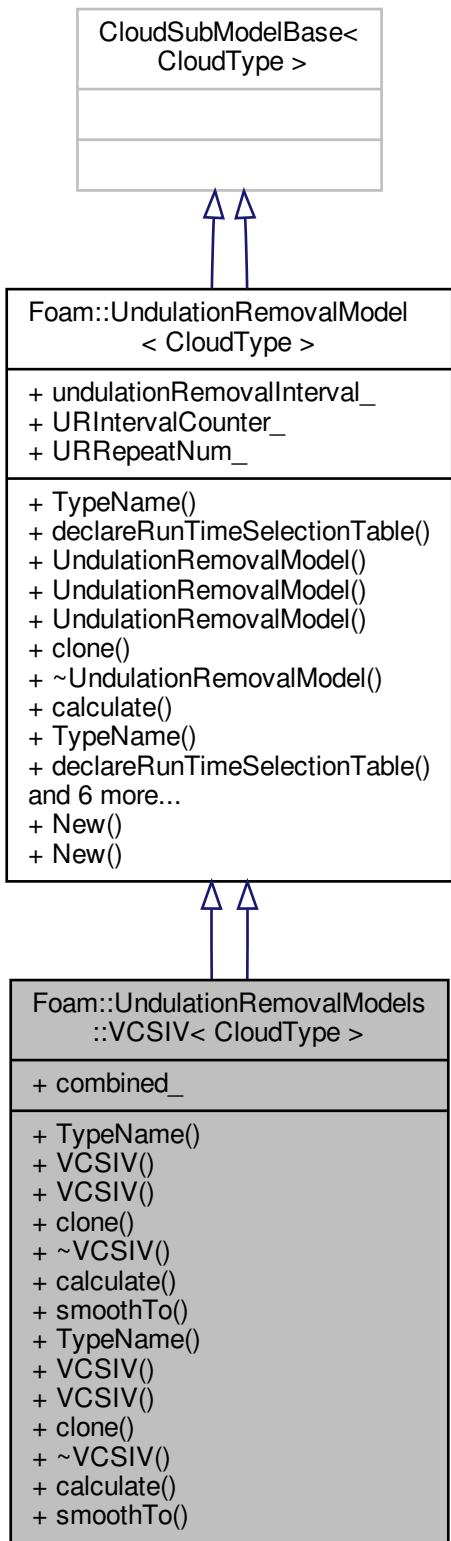 CloudSubModelBase<
CloudType >
Foam::UndulationRemovalModel
< CloudType >
+ undulationRemovalInterval_
+ URIntervalCounter_
+ URRepeatNum_
+ TypeName()
+ declareRunTimeSelectionTable()
+ UndulationRemovalModel()
+ UndulationRemovalModel()
+ UndulationRemovalModel()
+ clone()
+ ~UndulationRemovalModel()
+ calculate()
+ TypeName()
+ declareRunTimeSelectionTable()
and 6 more...
+ New()
+ New()
Foam::UndulationRemovalModels
::VCSIV< CloudType >
+ combined_
+ TypeName()
+ VCSIV()
+ VCSIV()
+ clone()
+ ~VCSIV()
+ calculate()
+ smoothTo()
+ TypeName()
+ VCSIV()
+ VCSIV()
+ clone()
+ ~VCSIV()
+ calculate()
+ smoothTo()